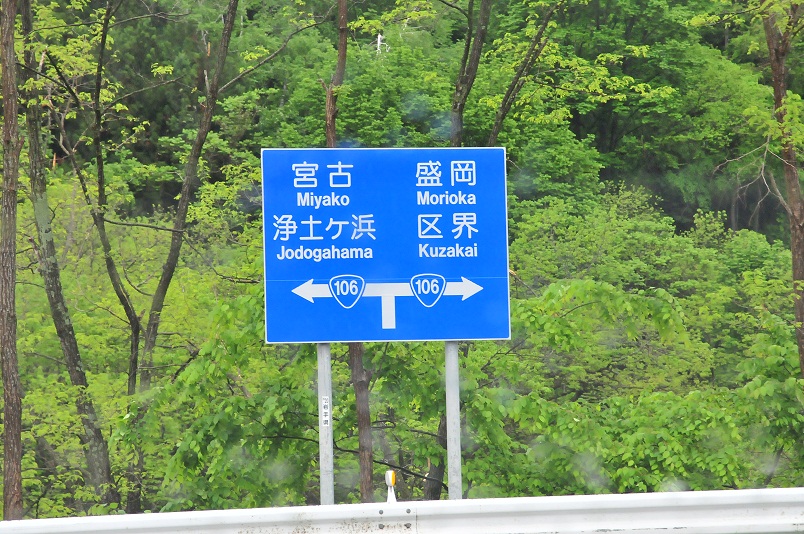 宮古
Miyako
浄土ケ浜
Jodogahama
盛岡
Morioka
区界
Kuzakai
106
106